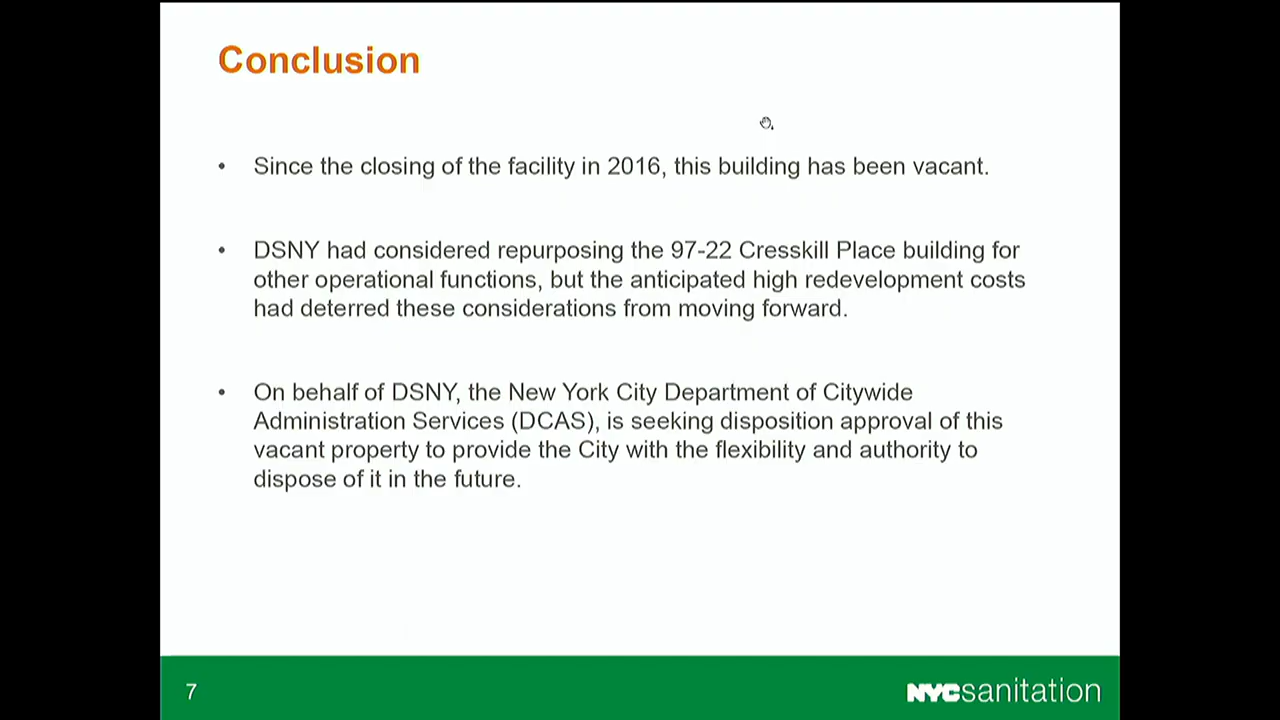 Conclusion
• Since the closing of the facility in 2016, this building has been vacant.
• DSNY had considered repurposing the 97-22 Cresskill Place building for
other operational functions, but the anticipated high redevelopment costs
had deterred these considerations from moving forward.
• On behalf of DSNY, the New York City Department of Citywide
Administration Services (DCAS), is seeking disposition approval of this
vacant property to provide the City with the flexibility and authority to
dispose of it in the future.
7
NYCsanitation